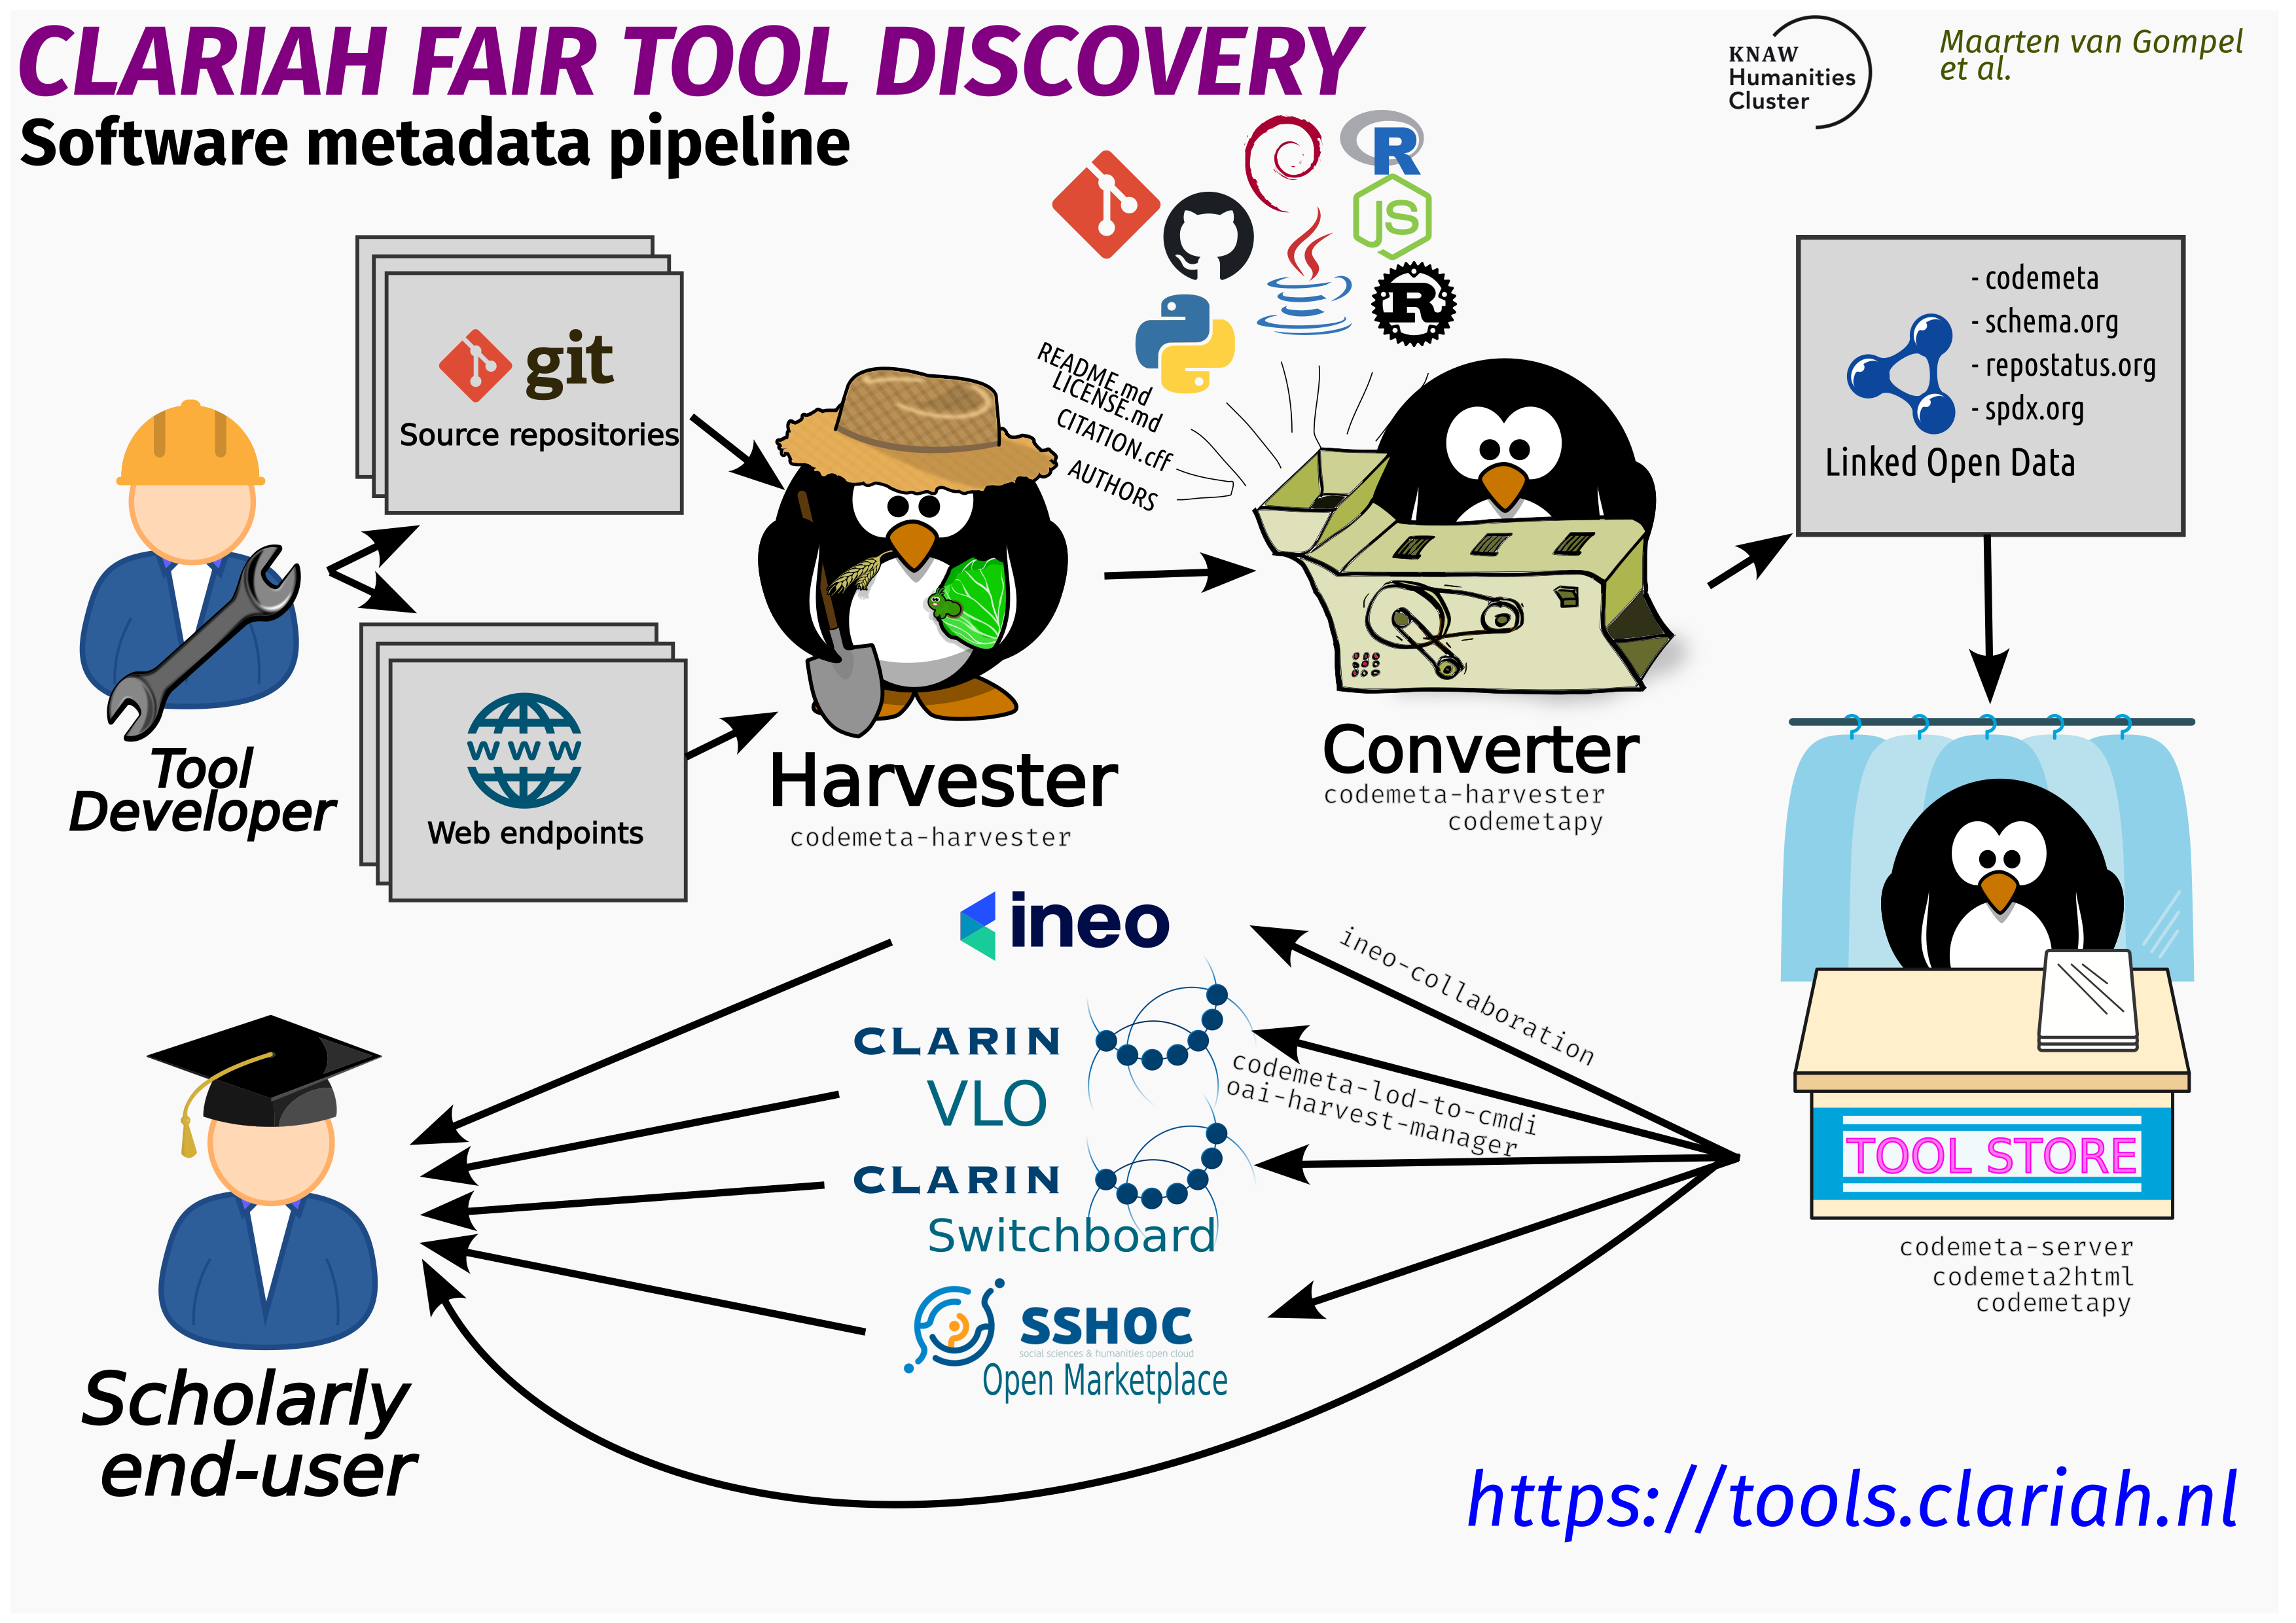 CLARIAH FAIR TOOL DISCOVERY
Software metadata pipeline
KNAW
Humanities
Cluster
Maarten van Gompel
et al.
git
Source repositories
R
JS
R
README.md
LICENSE.md
CITATION.cff
AUTHORS
- codemeta
- schema.org
- repostatus.org
- spdx.org
Linked Open Data
Tool
Developer
WWW
Web endpoints
Harvester
codemeta-harvester
Converter
codemeta-harvester
codemetapy
ineo
CLARIN
VLO
CLARIN
Switchboard
SSHOC
social sciences & humanities open cloud
Open Marketplace
ineo-collaboration
codemeta-lod-to-cmdi
oai-harvest-manager
TOOL STORE
codemeta-server
codemeta2html
codemetapy
Scholarly
end-user
https://tools.clariah.nl